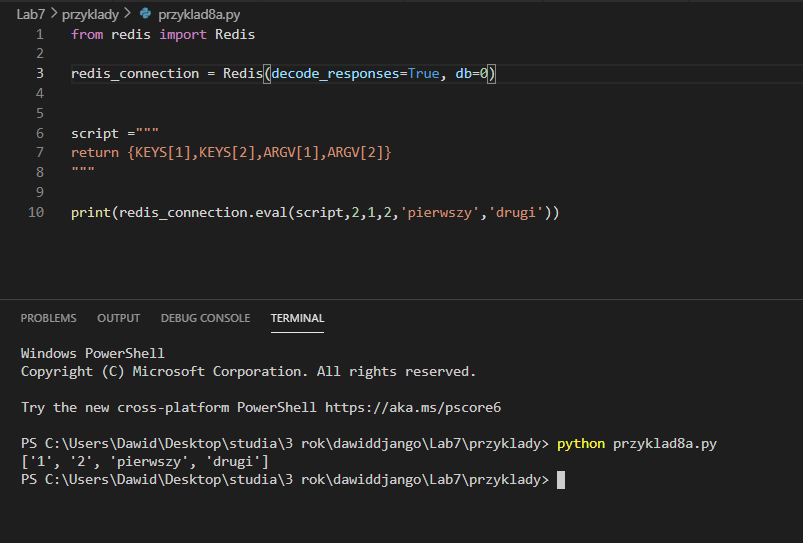 Lab7 > przyklady > przyklad8a.py
1 from redis import Redis
2
3 redis_connection = Redis(decode_responses=True, db=0)
4
5
6 script ="""
7 return {KEYS[1],KEYS[2],ARGV[1],ARGV[2]}
8 """
9
10 print(redis_connection.eval(script,2,1,2,'pierwszy','drugi'))
PROBLEMS OUTPUT DEBUG CONSOLE TERMINAL
Windows PowerShell
Copyright (C) Microsoft Corporation. All rights reserved.
Try the new cross-platform PowerShell https://aka.ms/pscore6
PS C:\Users\Dawid\Desktop\studia\3 rok\dawiddjango\Lab7\przyklady> python przyklad8a.py
['1', '2', 'pierwszy', 'drugi']
PS C:\Users\Dawid\Desktop\studia\3 rok\dawiddjango\Lab7\przyklady>